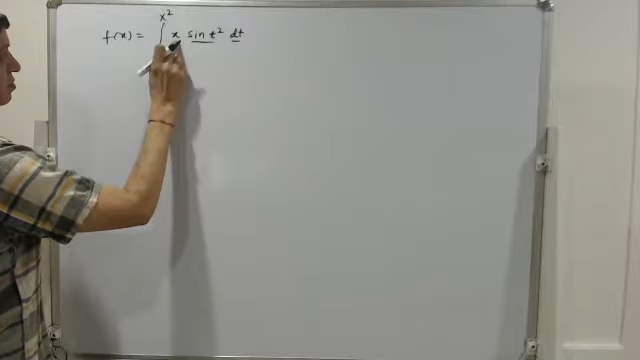 x²
f(x) = ∫ x sin t² dt